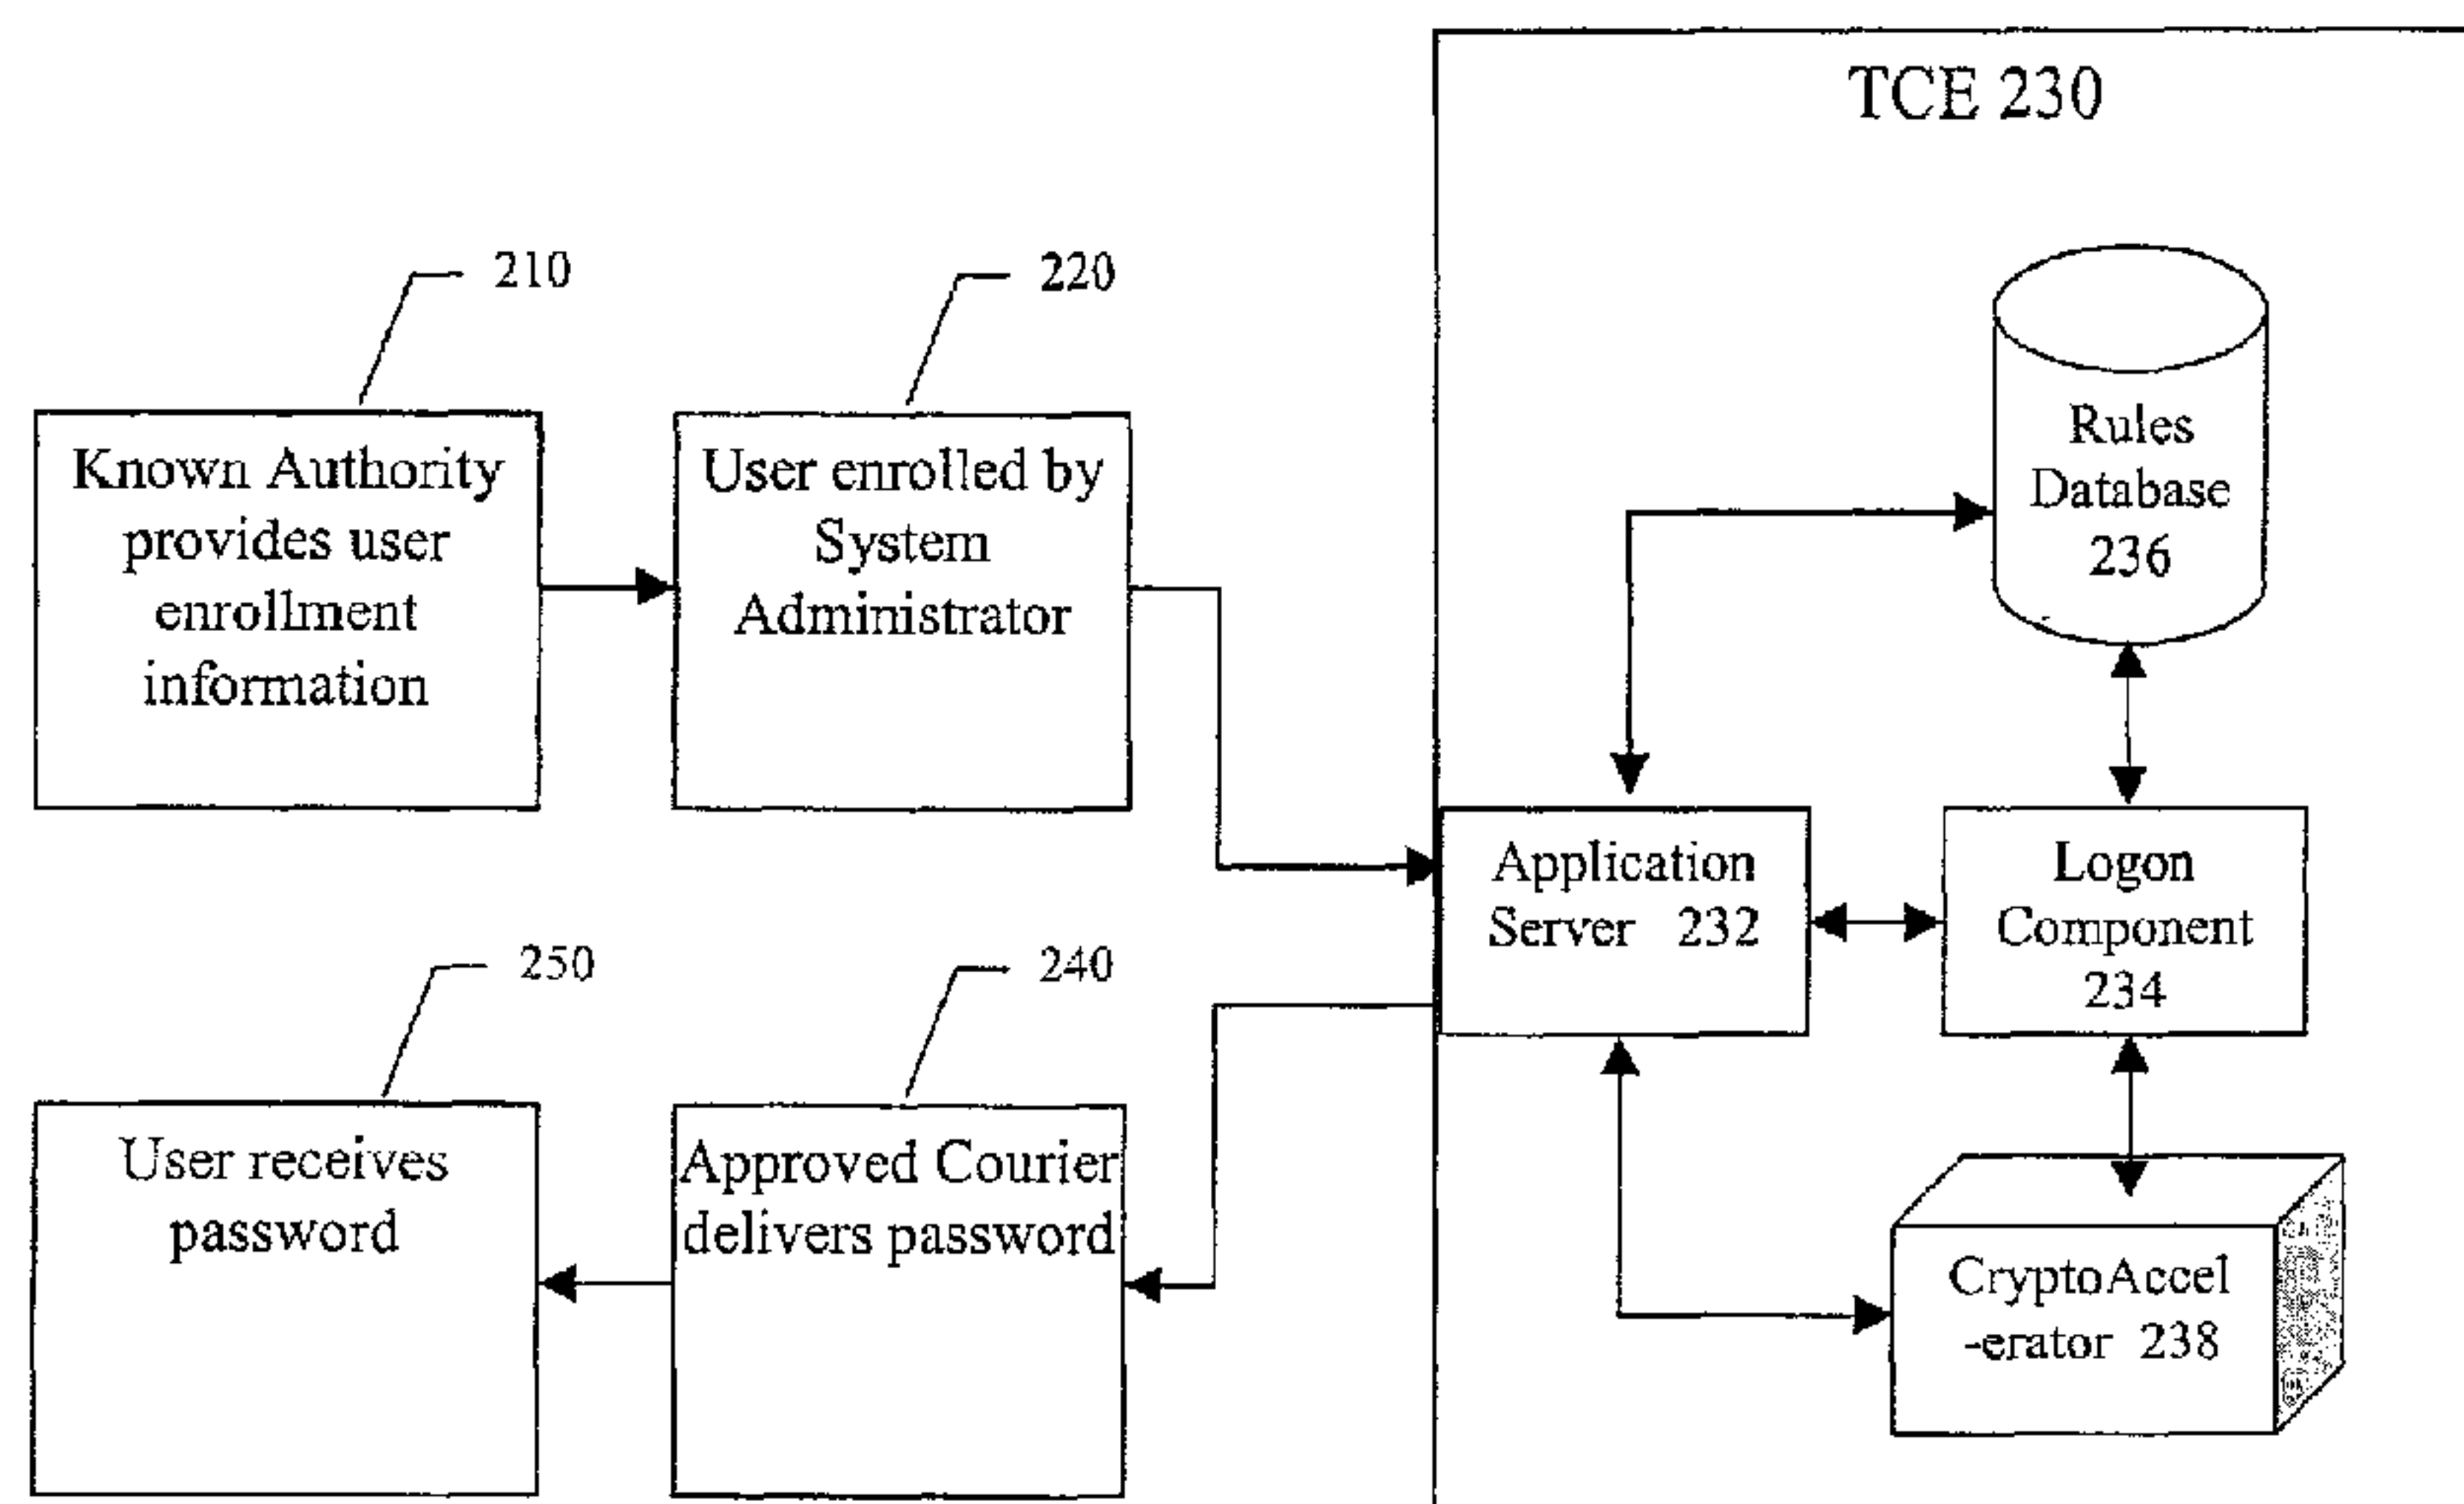 TCE 230
210
220
Known Authority
provides user
enrollment
information
User enrolled by
System
Administrator
Rules
Database
236
Application
Server 232
Logon
Component
234
250
240
User receives
password
Approved Courier
delivers password
CryptoAccel
-erator 238